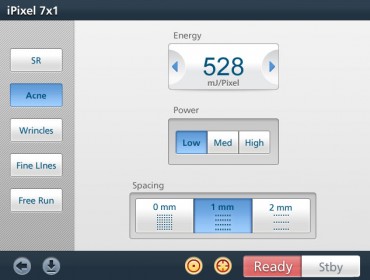 iPixel 7x1
SR
Acne
Wrincles
Fine LInes
Free Run
Energy
528
mJ/Pixel
Power
Low Med High
Spacing
0 mm 1 mm 2 mm
Ready Stby